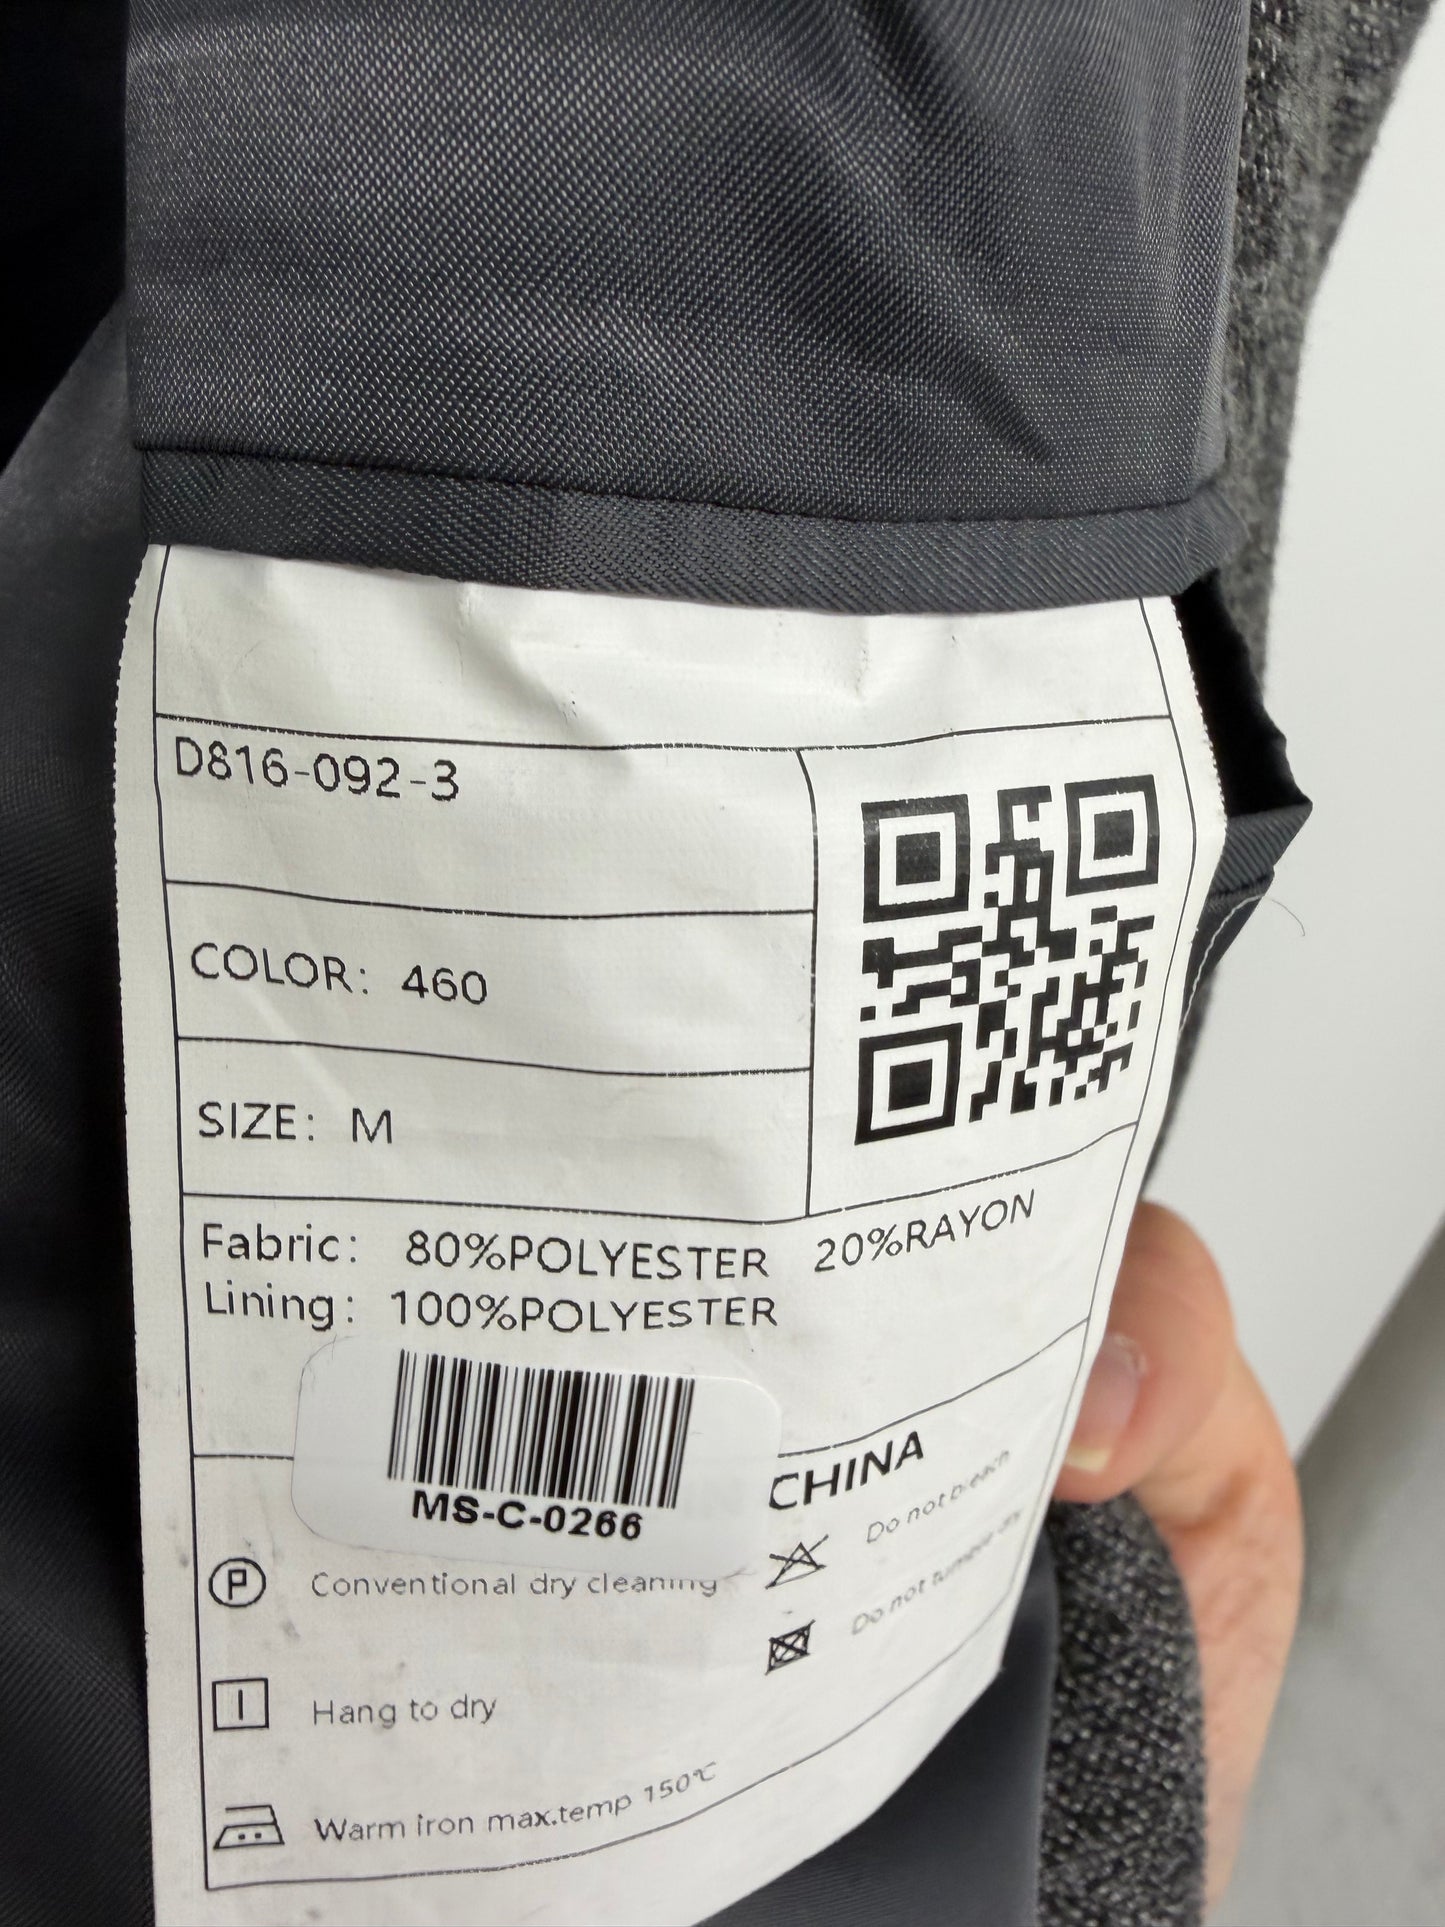 D816-092-3
COLOR: 460
SIZE: M
Fabric: 80%POLYESTER 20%RAYON
Lining: 100%POLYESTER
MS-C-0266
CHINA
P Conventional dry cleaning
Do not bleach
Do not tumble dry
Hang to dry
Warm iron max.temp 150℃